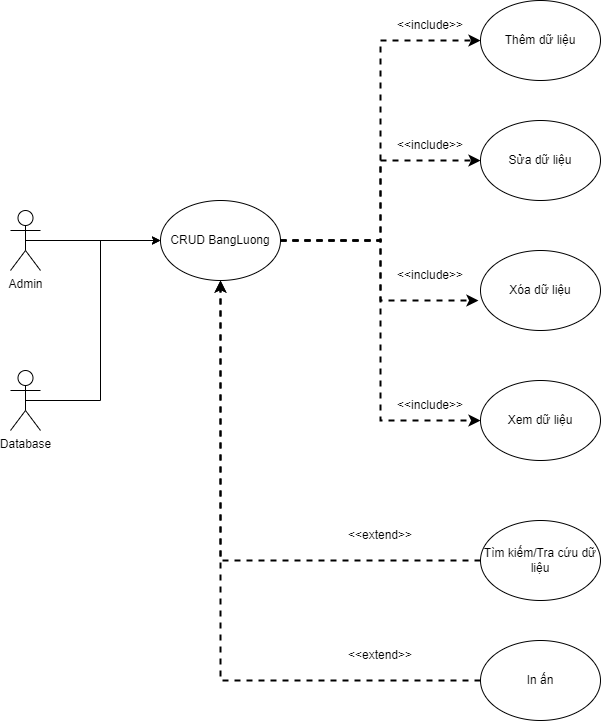 <<include>>
Thêm dữ liệu
<<include>>
Sửa dữ liệu
CRUD BangLuong
Admin
<<include>>
Xóa dữ liệu
<<include>>
Xem dữ liệu
Database
<<extend>>
Tìm kiếm/Tra cứu dữ
liệu
<<extend>>
In ấn